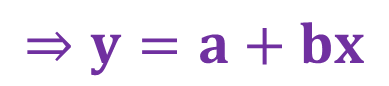 ⇒ y = a + bx